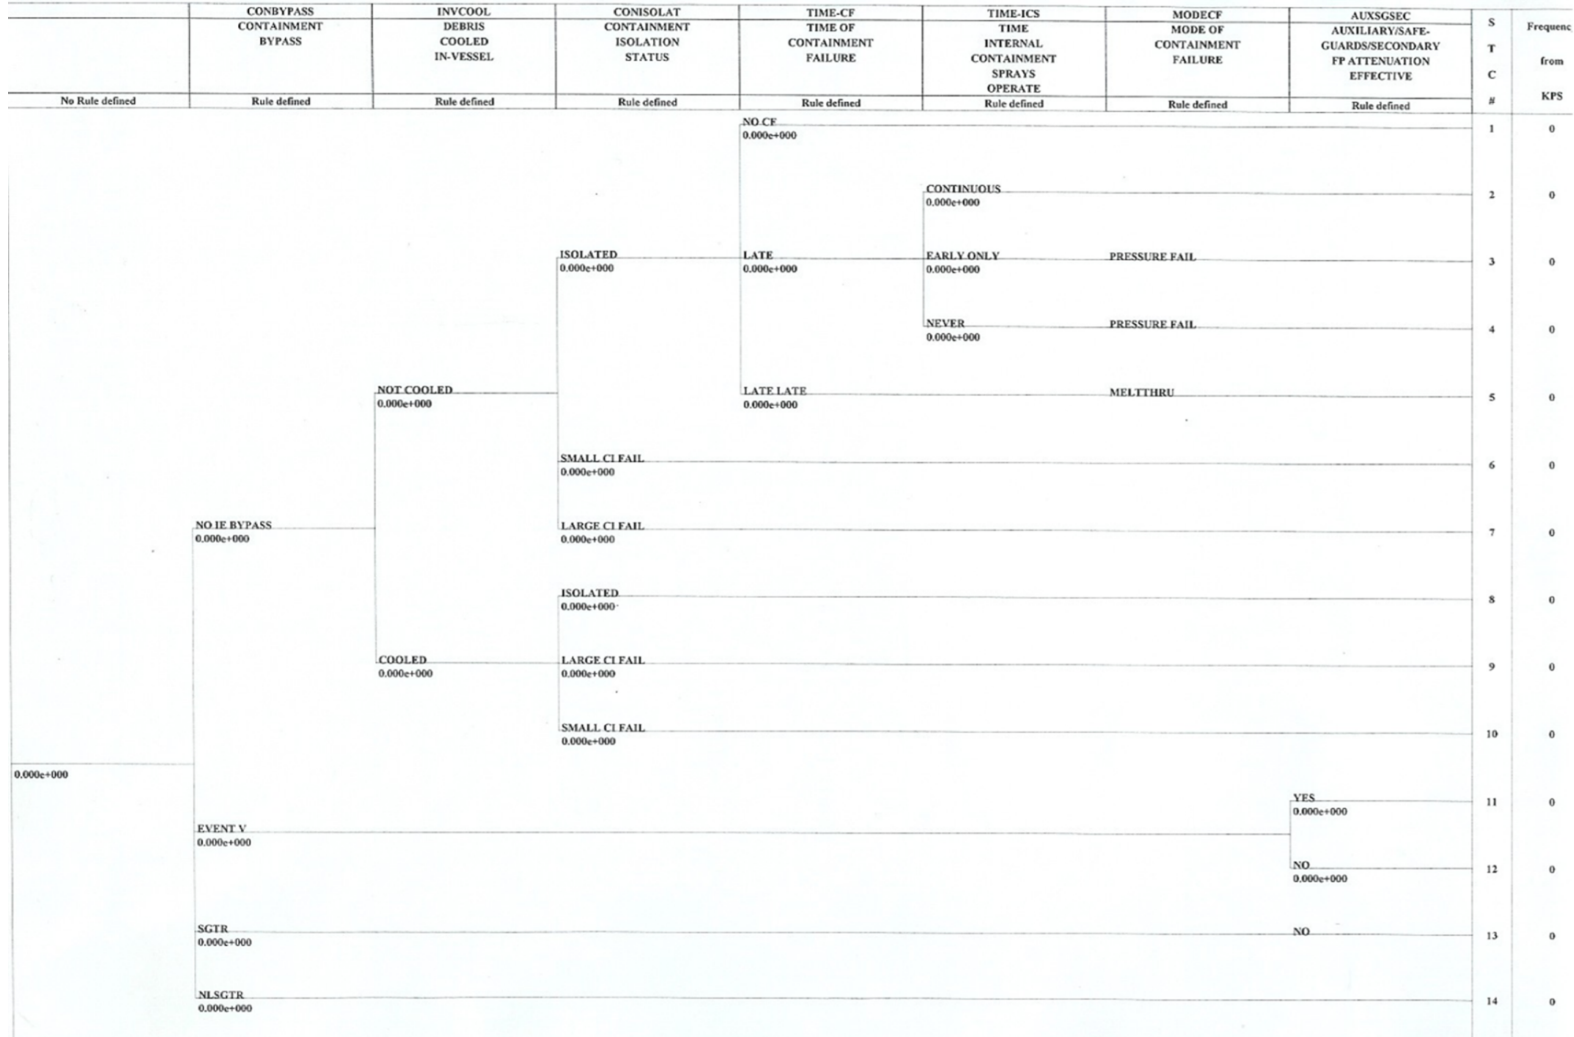 CONBYPASS INVCOOL CONISOLAT TIME-CF TIME-ICS MODECF AUXSGSEC
CONTAINMENT BYPASS
DEBRIS COOLED IN-VESSEL
CONTAINMENT ISOLATION STATUS
TIME OF CONTAINMENT FAILURE
TIME INTERNAL CONTAINMENT SPRAYS OPERATE
MODE OF CONTAINMENT FAILURE
AUXILIARY/SAFE-GUARDS/SECONDARY FP ATTENUATION EFFECTIVE
S T C #
Frequenc from KPS
No Rule defined Rule defined Rule defined Rule defined Rule defined Rule defined Rule defined Rule defined
NO CF 1 0
0.000e+000
CONTINUOUS 2 0
0.000e+000
ISOLATED LATE EARLY ONLY PRESSURE FAIL 3 0
0.000e+000 0.000e+000 0.000e+000
NEVER PRESSURE FAIL 4 0
0.000e+000
NOT COOLED LATE LATE MELTTHRU 5 0
0.000e+000 0.000e+000
SMALL CI FAIL 6 0
0.000e+000
NO IE BYPASS LARGE CI FAIL 7 0
0.000e+000 0.000e+000
ISOLATED 8 0
0.000e+000
COOLED LARGE CI FAIL 9 0
0.000e+000 0.000e+000
SMALL CI FAIL 10 0
0.000e+000
0.000e+000
YES 11 0
0.000e+000
EVENT V
0.000e+000
NO 12 0
0.000e+000
SGTR NO 13 0
0.000e+000
NLSGTR 14 0
0.000e+000